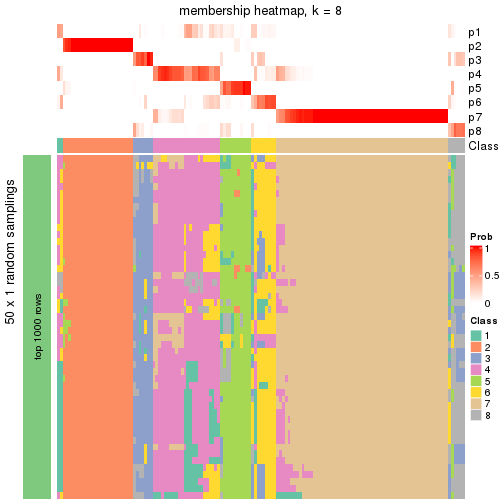 membership heatmap, k = 8
p1
p2
p3
p4
p5
p6
p7
p8
Class
50 x 1 random samplings
top 1000 rows
Prob
1
0.5
0
Class
1
2
3
4
5
6
7
8